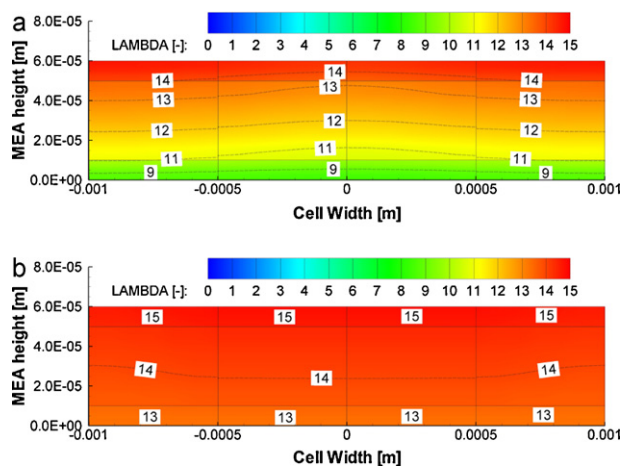 a
8.0E-05
LAMBDA [-]: 0 1 2 3 4 5 6 7 8 9 10 11 12 13 14 15
MEA height [m]
6.0E-05
14 14 14
13 13 13
4.0E-05
12 12 12
2.0E-05
11 11 11
9 9 9
0.0E+00
-0.001 -0.0005 0 0.0005 0.001
Cell Width [m]
b
8.0E-05
LAMBDA [-]: 0 1 2 3 4 5 6 7 8 9 10 11 12 13 14 15
MEA height [m]
6.0E-05
15 15 15 15
4.0E-05
14 14 14
2.0E-05
13 13 13 13
0.0E+00
-0.001 -0.0005 0 0.0005 0.001
Cell Width [m]